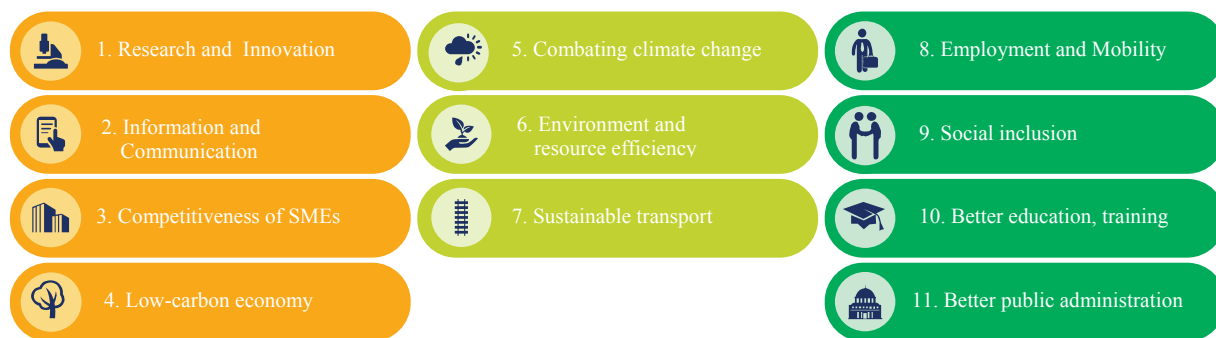 1. Research and Innovation
2. Information and
Communication
3. Competitiveness of SMEs
4. Low-carbon economy
5. Combating climate change
6. Environment and
resource efficiency
7. Sustainable transport
8. Employment and Mobility
9. Social inclusion
10. Better education, training
11. Better public administration